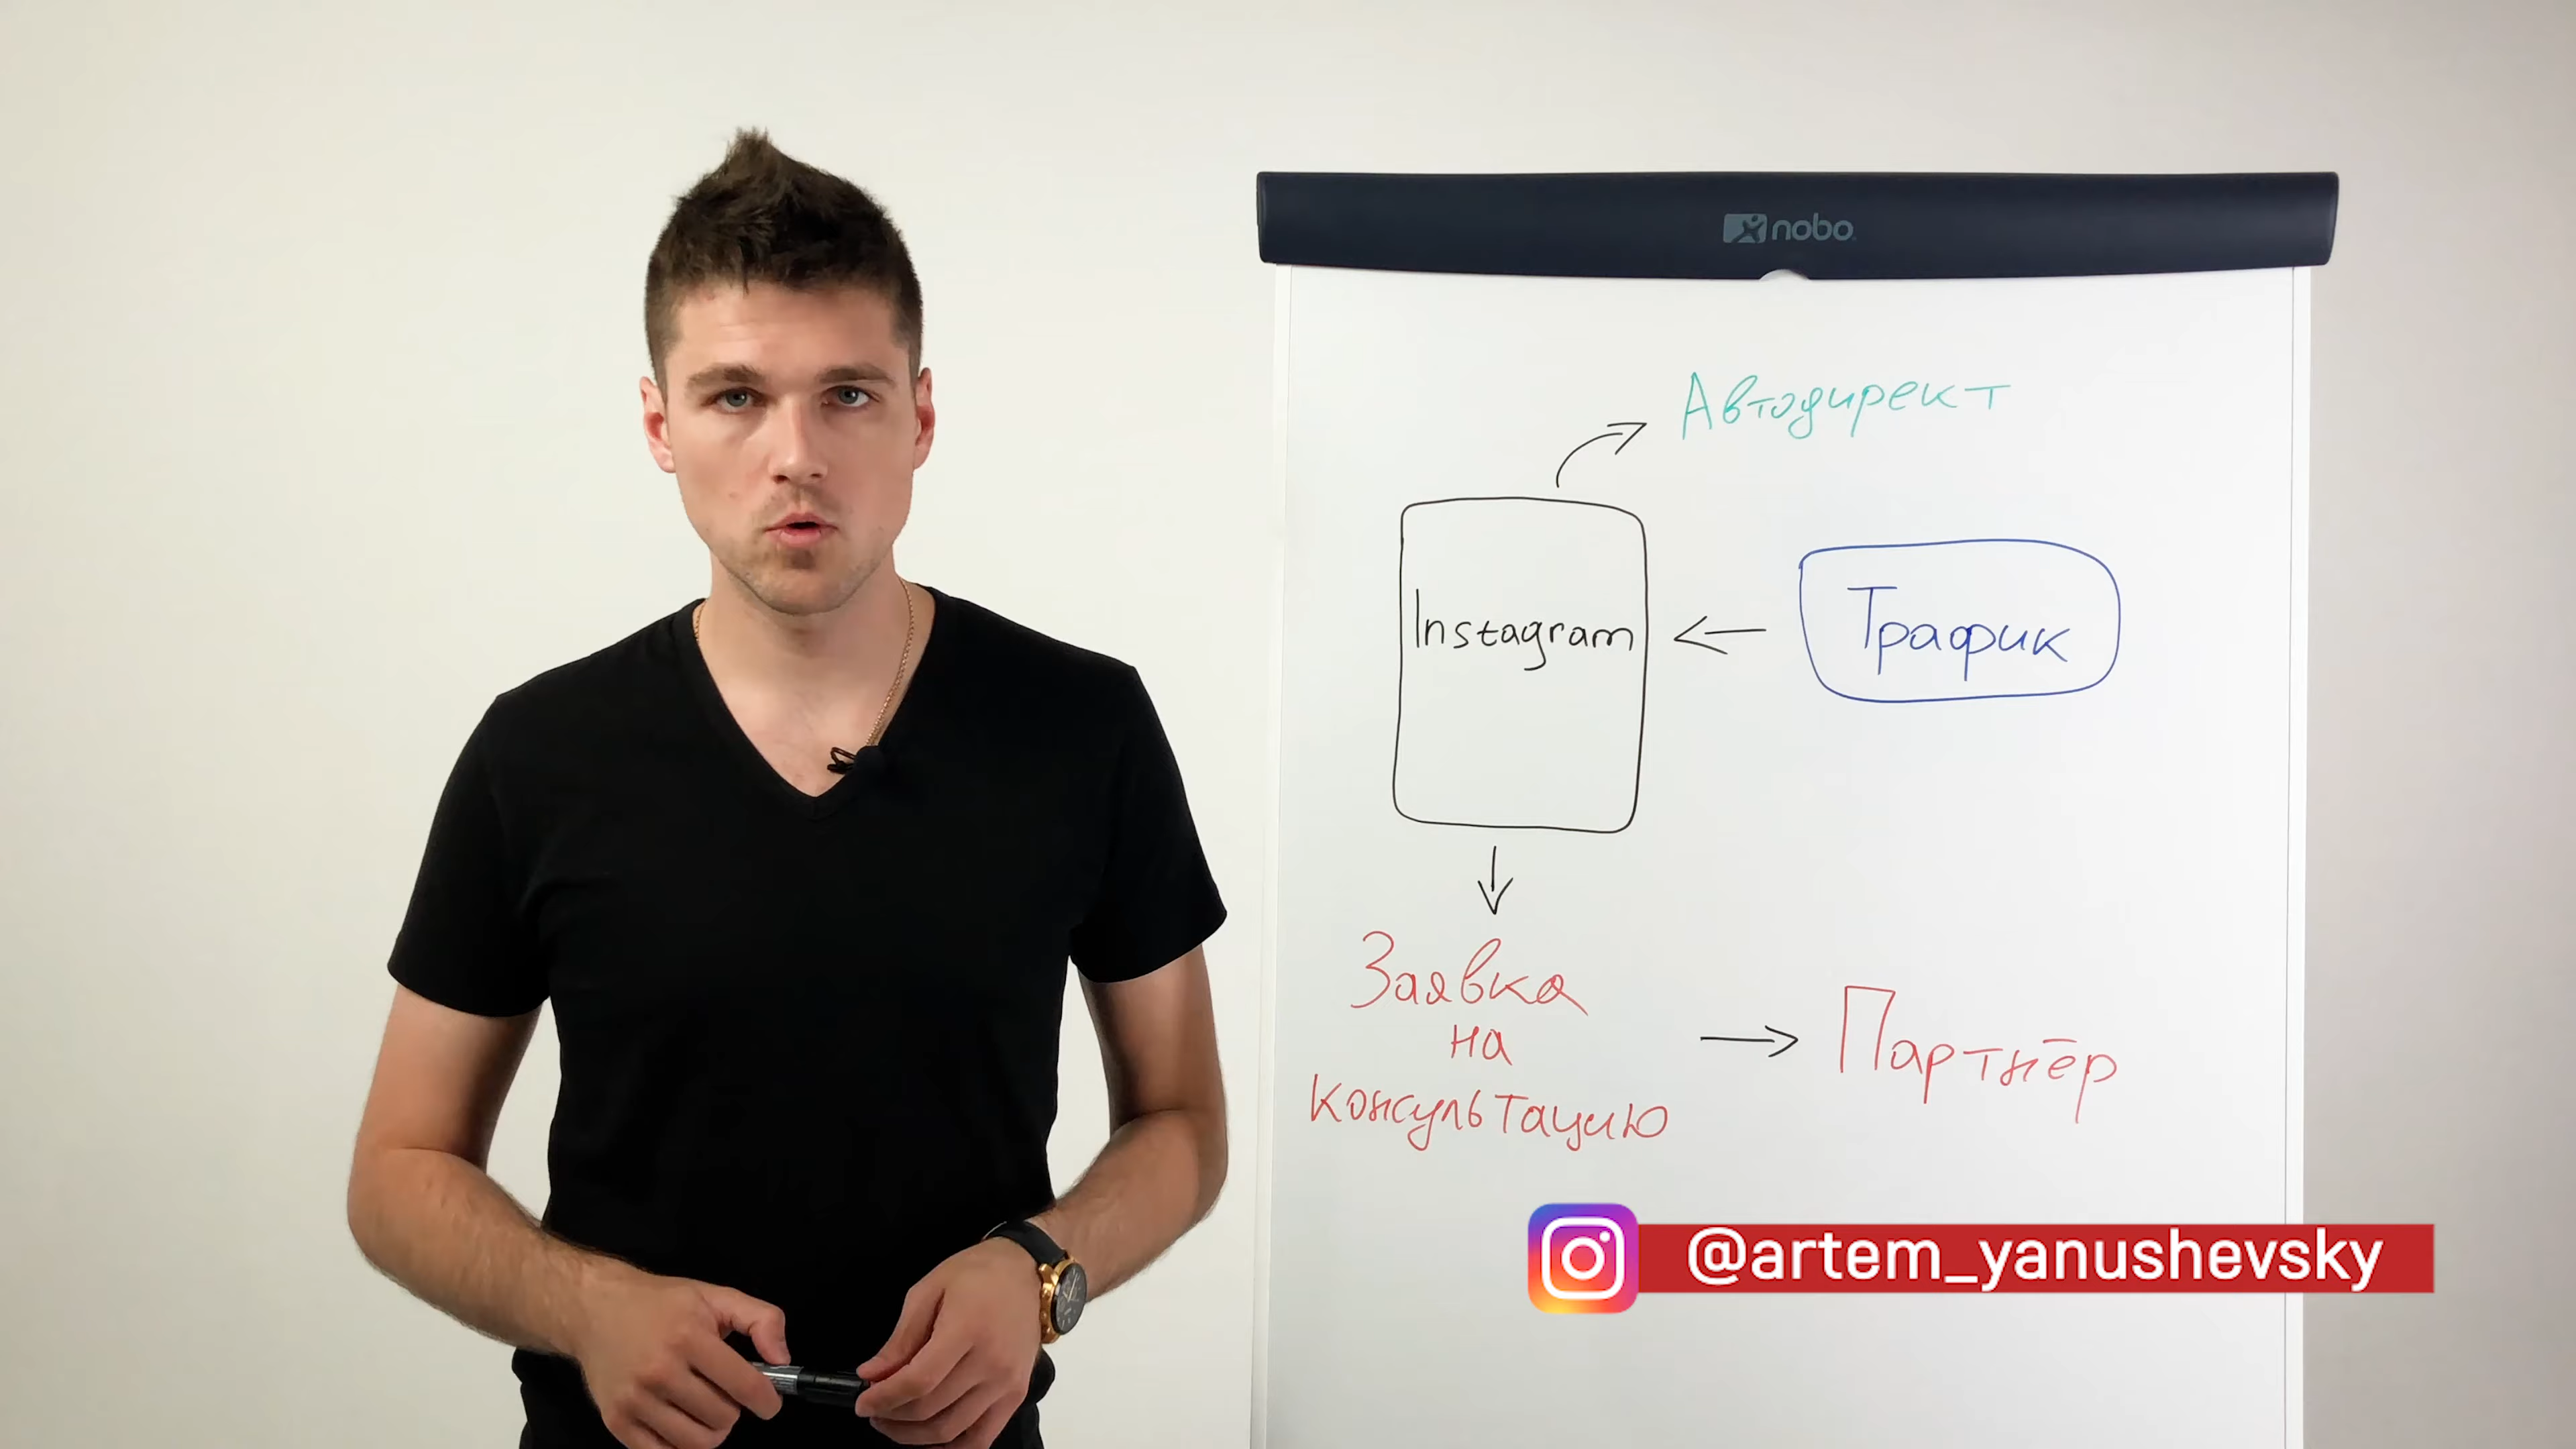 nobo
Автодирект
Instagram
Трафик
Заявка
на
консультацию
Партнёр
@artem_yanushevsky